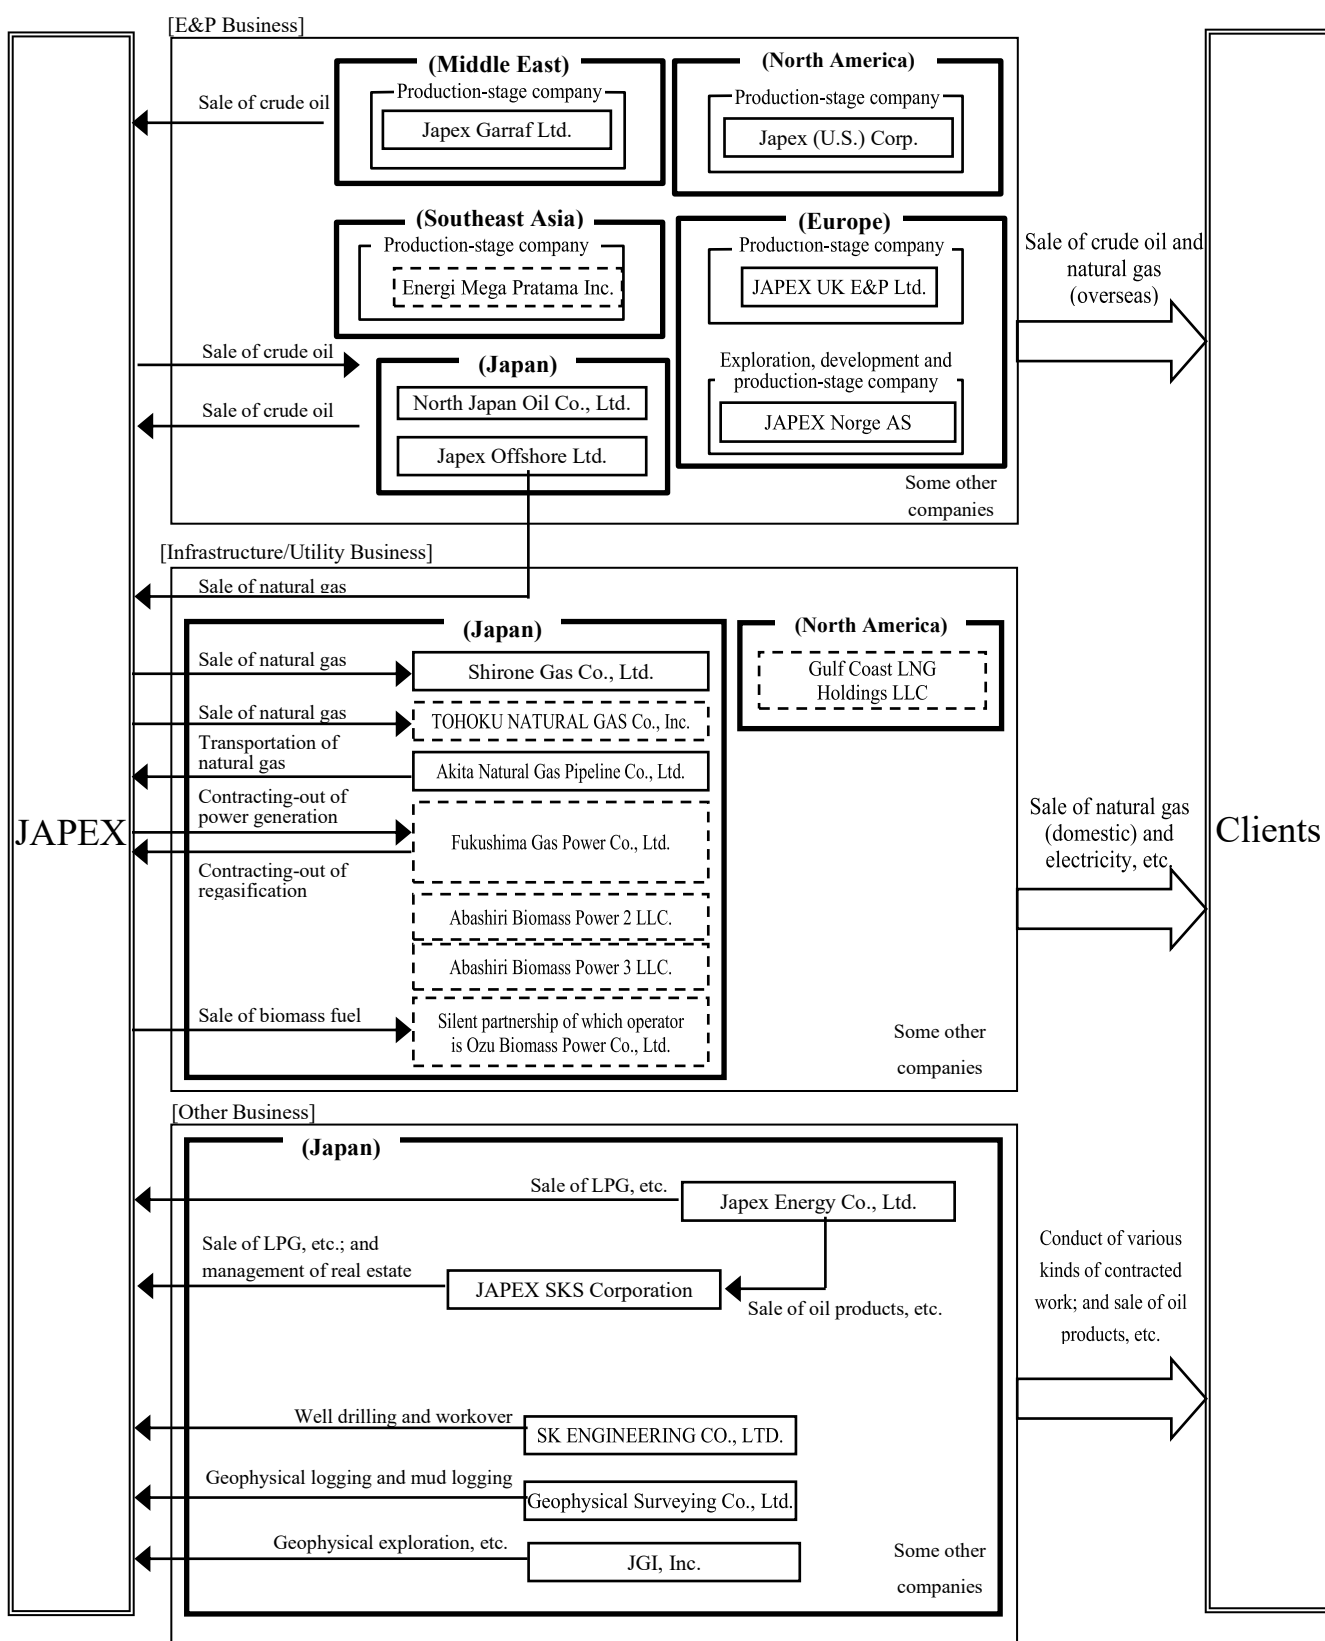 [E&P Business]
(Middle East)
Production-stage company
Japex Garraf Ltd.
(North America)
Production-stage company
Japex (U.S.) Corp.
Sale of crude oil
(Southeast Asia)
Production-stage company
Energi Mega Pratama Inc.
(Europe)
Production-stage company
JAPEX UK E&P Ltd.
Exploration, development and
production-stage company
JAPEX Norge AS
Sale of crude oil and
natural gas
(overseas)
Sale of crude oil
Sale of crude oil
(Japan)
North Japan Oil Co., Ltd.
Japex Offshore Ltd.
Some other
companies
[Infrastructure/Utility Business]
Sale of natural gas
(Japan)
(North America)
Sale of natural gas
Shirone Gas Co., Ltd.
Gulf Coast LNG
Holdings LLC
Sale of natural gas
TOHOKU NATURAL GAS Co., Inc.
Transportation of
natural gas
Akita Natural Gas Pipeline Co., Ltd.
Contracting-out of
power generation
Fukushima Gas Power Co., Ltd.
Contracting-out of
regasification
JAPEX
Sale of natural gas
(domestic) and
electricity, etc.
Clients
Abashiri Biomass Power 2 LLC.
Abashiri Biomass Power 3 LLC.
Sale of biomass fuel
Silent partnership of which operator
is Ozu Biomass Power Co., Ltd.
Some other
companies
[Other Business]
(Japan)
Sale of LPG, etc.
Japex Energy Co., Ltd.
Sale of LPG, etc.; and
management of real estate
JAPEX SKS Corporation
Sale of oil products, etc.
Conduct of various
kinds of contracted
work; and sale of oil
products, etc.
Well drilling and workover
SK ENGINEERING CO., LTD.
Geophysical logging and mud logging
Geophysical Surveying Co., Ltd.
Geophysical exploration, etc.
JGI, Inc.
Some other
companies